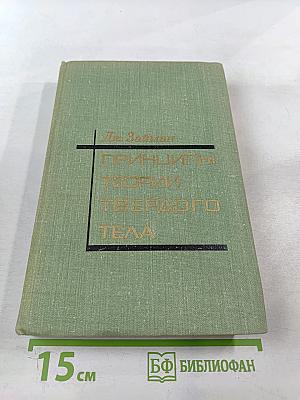 Дж. Займан
ПРИНЦИПЫ
ТЕОРИИ
ТВЕРДОГО
ТЕЛА
15 см
БФ БИБЛИОФАН